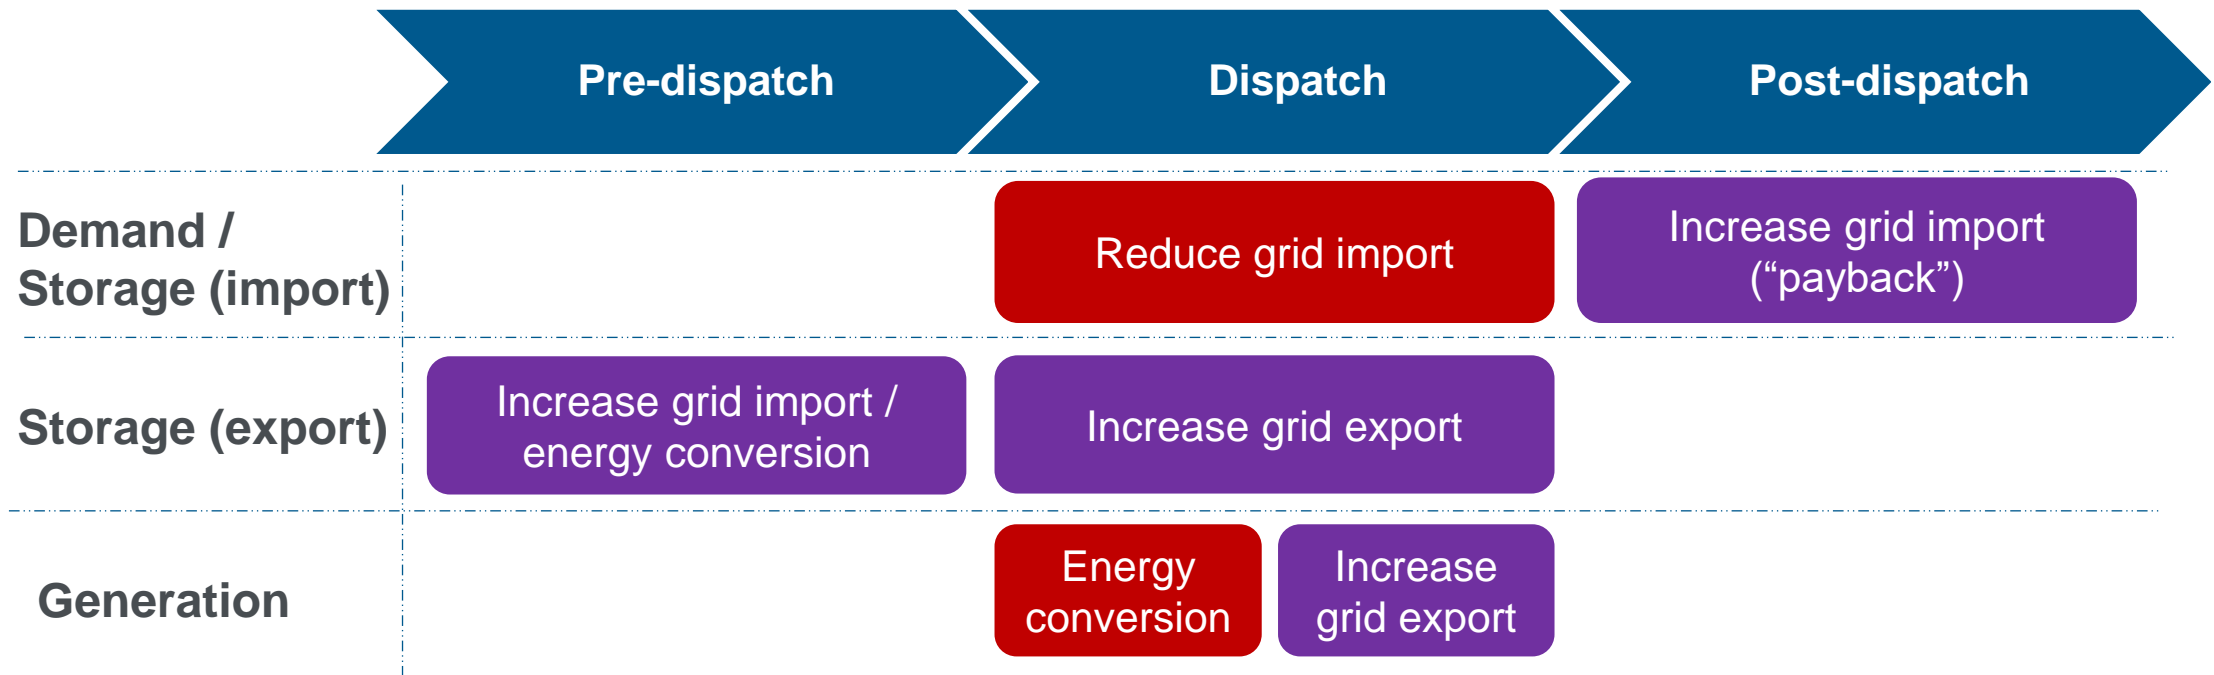 Pre-dispatch
Dispatch
Post-dispatch
Demand /
Storage (import)
Reduce grid import
Increase grid import
(“payback”)
Storage (export)
Increase grid import /
energy conversion
Increase grid export
Generation
Energy
conversion
Increase
grid export